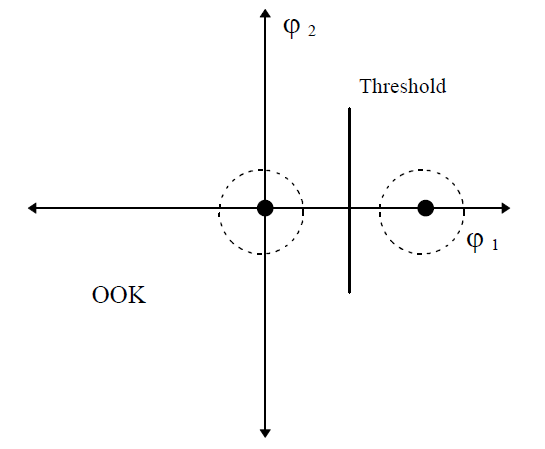 φ 2
Threshold
φ 1
OOK